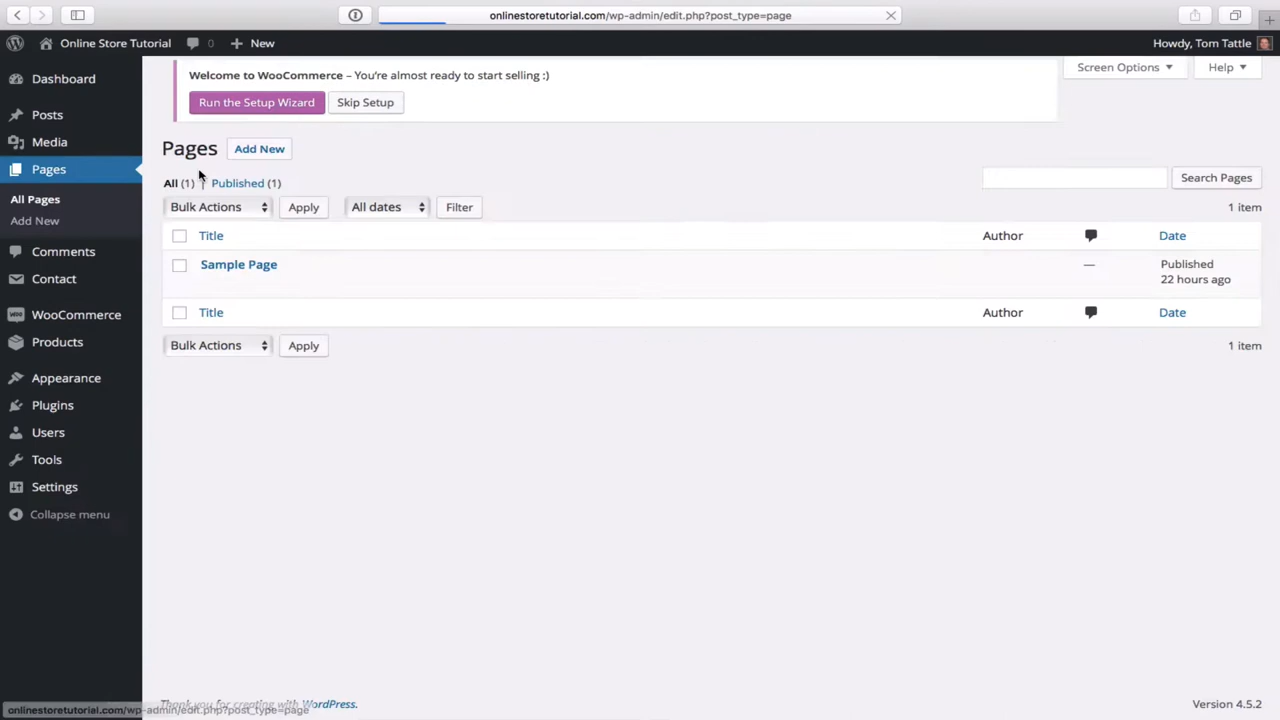 onlinestoretutorial.com/wp-admin/edit.php?post_type=page
Online Store Tutorial 0 New Howdy, Tom Tattle
Dashboard
Posts
Media
Pages
All Pages
Add New
Comments
Contact
WooCommerce
Products
Appearance
Plugins
Users
Tools
Settings
Collapse menu
Welcome to WooCommerce – You're almost ready to start selling :)
Run the Setup Wizard Skip Setup
Screen Options Help
Pages Add New
All (1) | Published (1)
Search Pages
Bulk Actions Apply All dates Filter 1 item
Title Author Date
Sample Page — Published
22 hours ago
Title Author Date
Bulk Actions Apply 1 item
Thank you for creating with WordPress. Version 4.5.2
onlinestoretutorial.com/wp-admin/edit.php?post_type=page